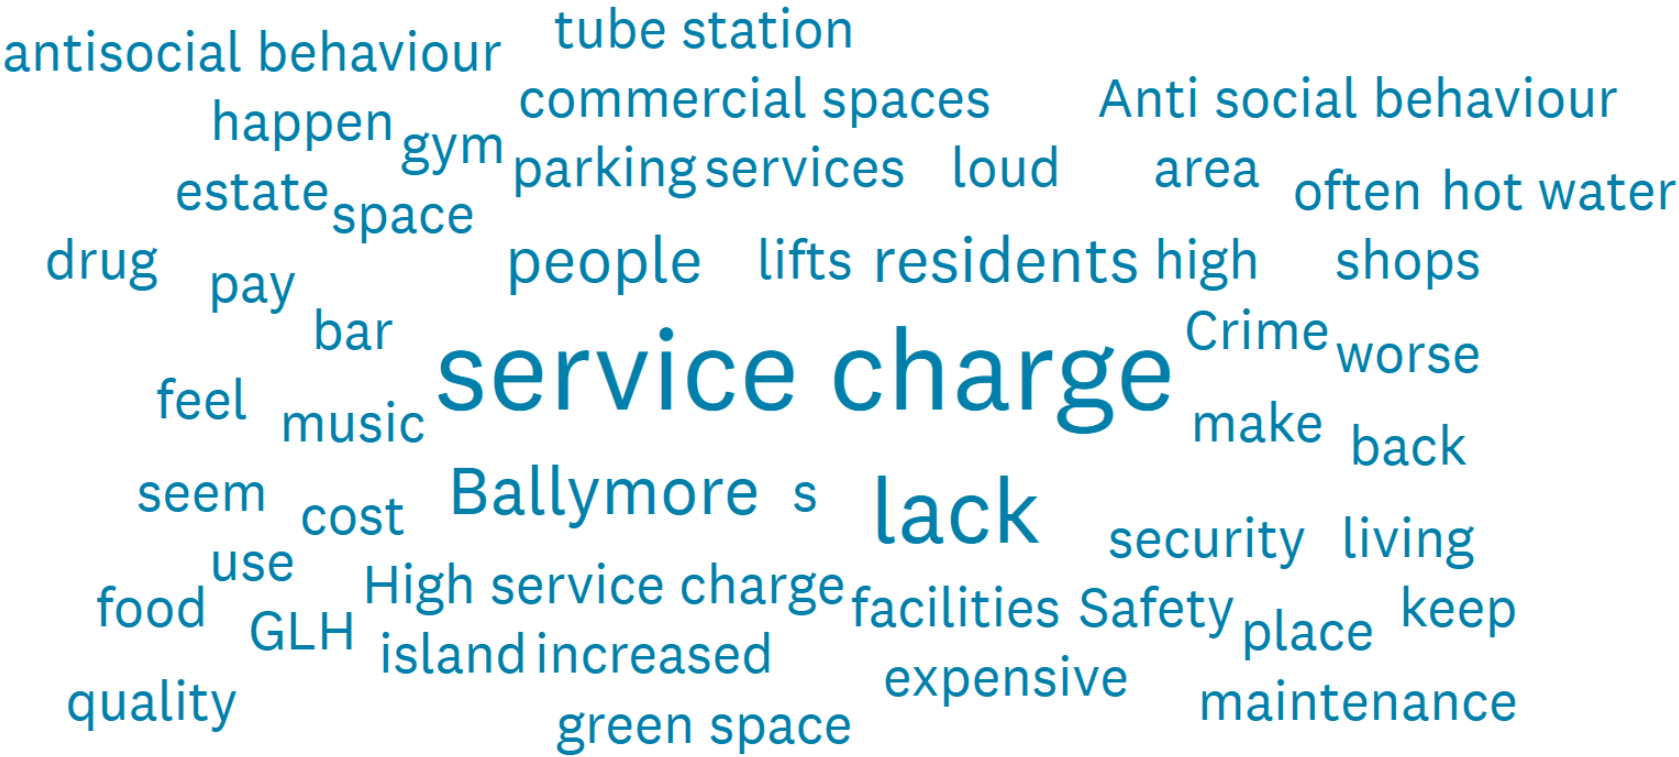 tube station
antisocial behaviour
commercial spaces
Anti social behaviour
happen
gym
parking
services
loud
area
estate
space
often
hot water
drug
pay
people
lifts
residents
high
shops
bar
service charge
Crime
worse
feel
music
make
back
seem
cost
Ballymore
s
lack
security
living
use
food
GLH
High service charge
facilities
Safety
place
keep
island
increased
expensive
quality
green space
maintenance